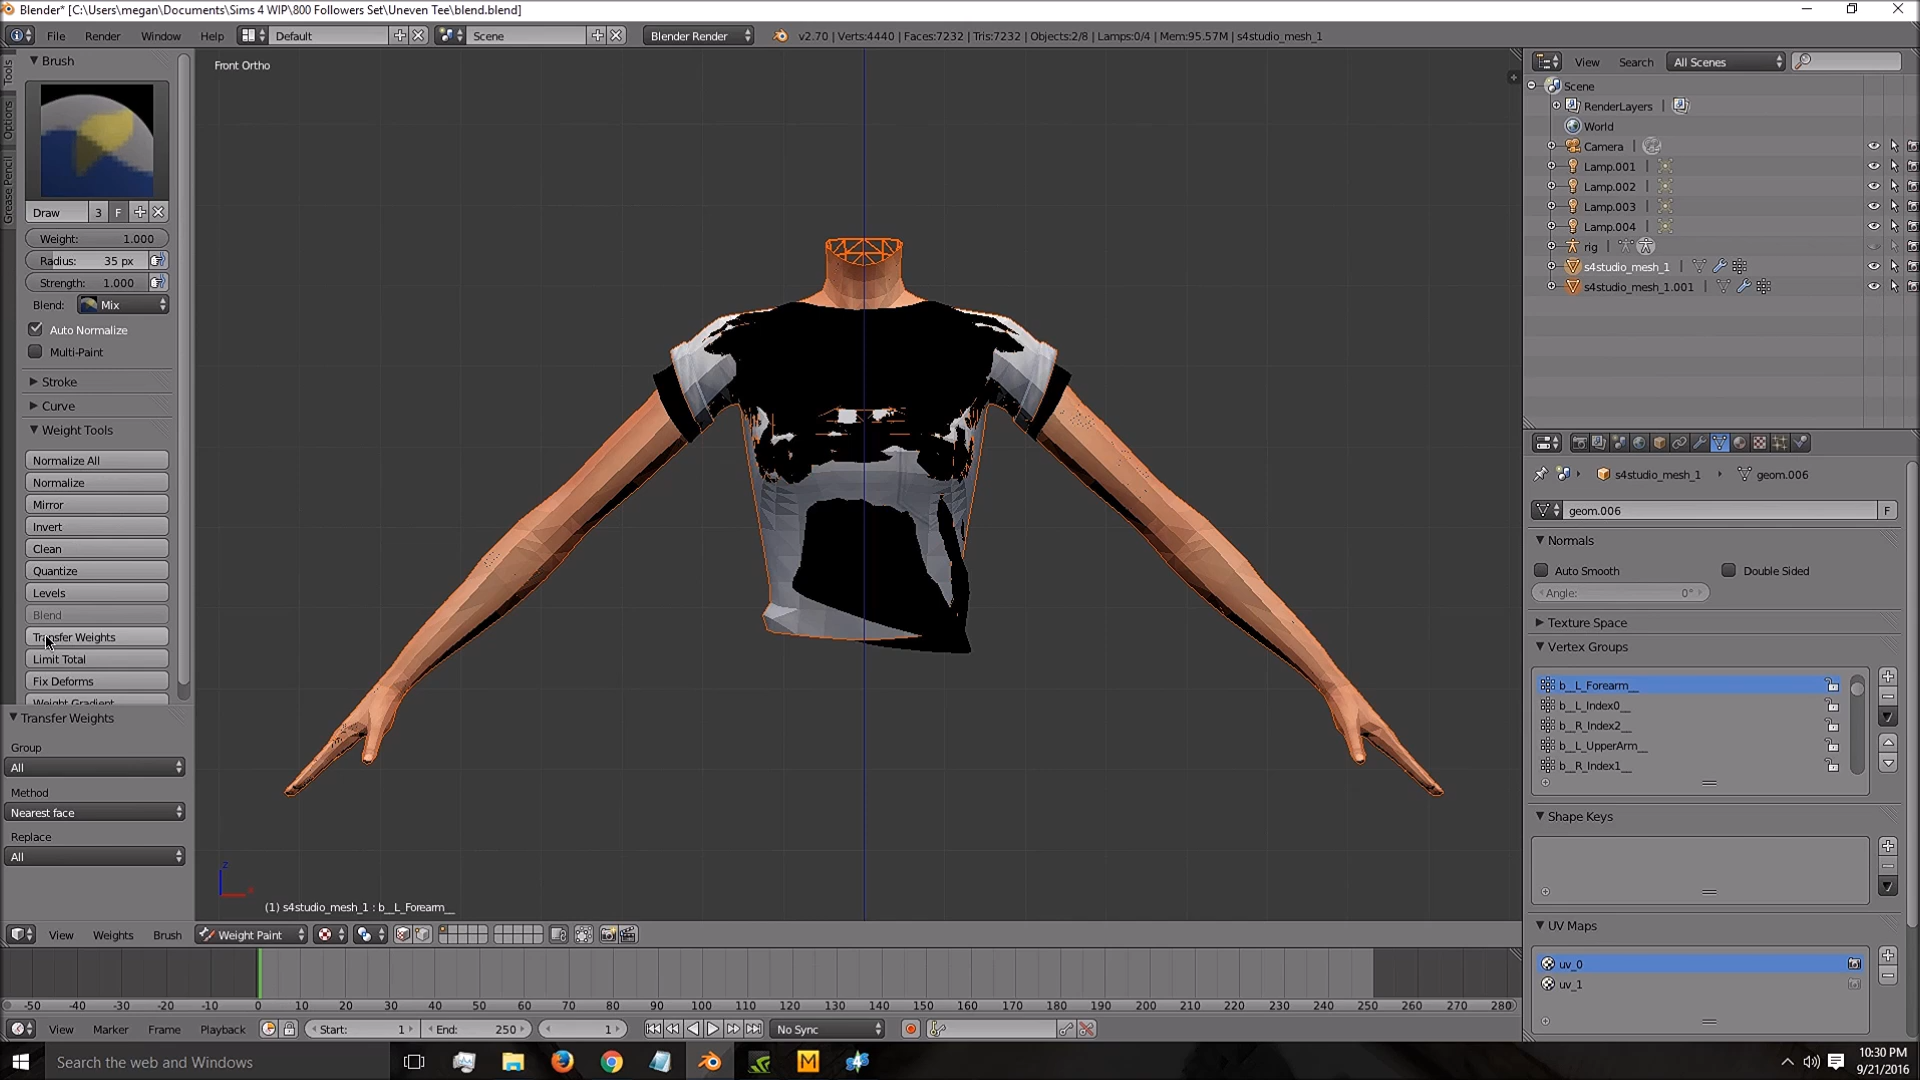 Blender* [C:\Users\megan\Documents\Sims 4 WIP\800 Followers Set\Uneven Tee\blend.blend]
File Render Window Help Default Scene Blender Render v2.70 | Verts:4440 | Faces:7232 | Tris:7232 | Objects:2/8 | Lamps:0/4 | Mem:95.57M | s4studio_mesh_1
Tools
Options
Grease Pencil
Brush
Draw 3 F
Weight: 1.000
Radius: 35 px
Strength: 1.000
Blend: Mix
Auto Normalize
Multi-Paint
Stroke
Curve
Weight Tools
Normalize All
Normalize
Mirror
Invert
Clean
Quantize
Levels
Blend
Transfer Weights
Limit Total
Fix Deforms
Weight Gradient
Transfer Weights
Group
All
Method
Nearest face
Replace
All
Front Ortho
z
(1) s4studio_mesh_1 : b__L_Forearm__
View Weights Brush Weight Paint
-50 -40 -30 -20 -10 0 10 20 30 40 50 60 70 80 90 100 110 120 130 140 150 160 170 180 190 200 210 220 230 240 250 260 270 280
View Marker Frame Playback Start: 1 End: 250 1 No Sync
View Search All Scenes
Scene
RenderLayers |
World
Camera |
Lamp.001 |
Lamp.002 |
Lamp.003 |
Lamp.004 |
rig |
s4studio_mesh_1 |
s4studio_mesh_1.001 |
s4studio_mesh_1 geom.006
geom.006 F
Normals
Auto Smooth Double Sided
Angle: 0°
Texture Space
Vertex Groups
b__L_Forearm__
b__L_Index0__
b__R_Index2__
b__L_UpperArm__
b__R_Index1__
Shape Keys
UV Maps
uv_0
uv_1
Search the web and Windows
10:30 PM
9/21/2016